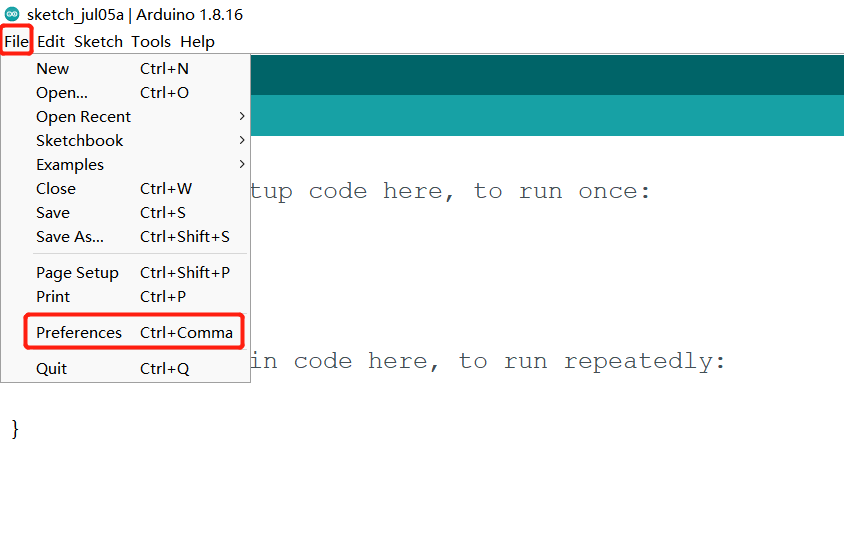 sketch_jul05a | Arduino 1.8.16
File Edit Sketch Tools Help
New Ctrl+N
Open... Ctrl+O
Open Recent
Sketchbook
Examples
Close Ctrl+W
Save Ctrl+S
Save As... Ctrl+Shift+S
Page Setup Ctrl+Shift+P
Print Ctrl+P
Preferences Ctrl+Comma
Quit Ctrl+Q
tup code here, to run once:
in code here, to run repeatedly:
}